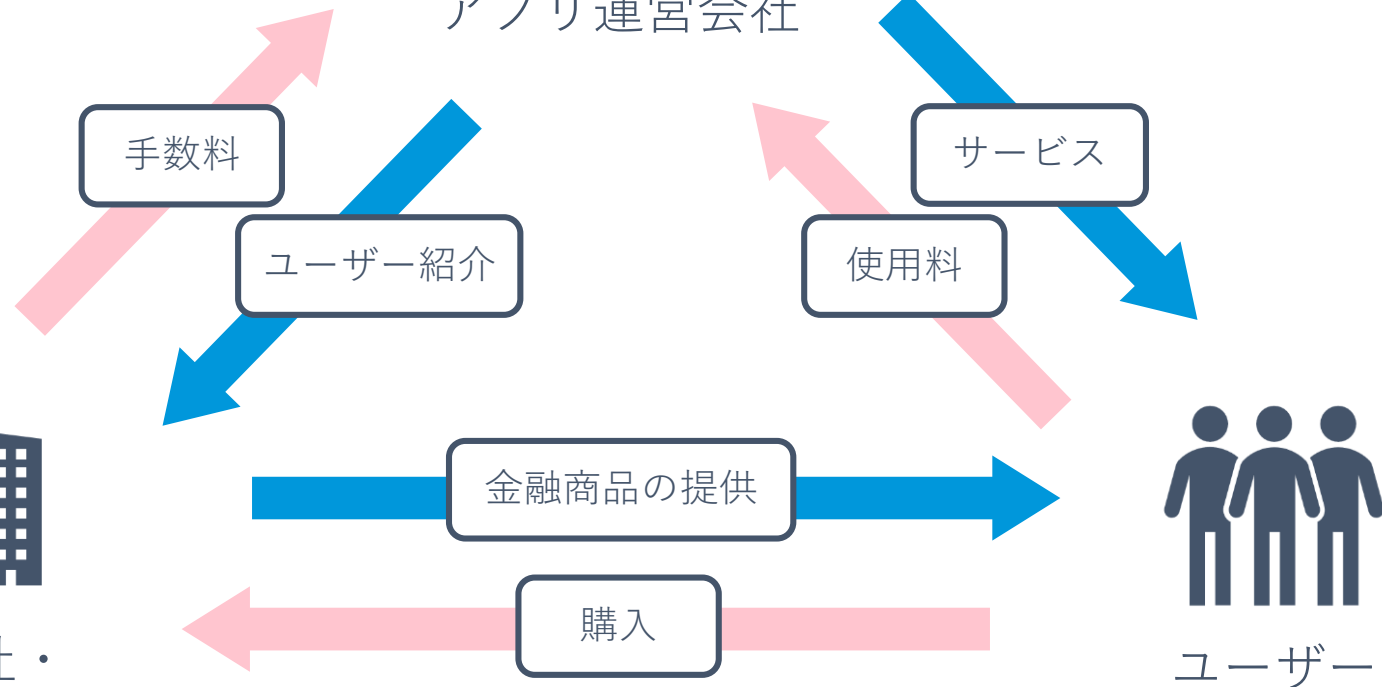 アプリ運営会社
手数料
サービス
ユーザー紹介
使用料
金融商品の提供
購入
社・
ユーザー